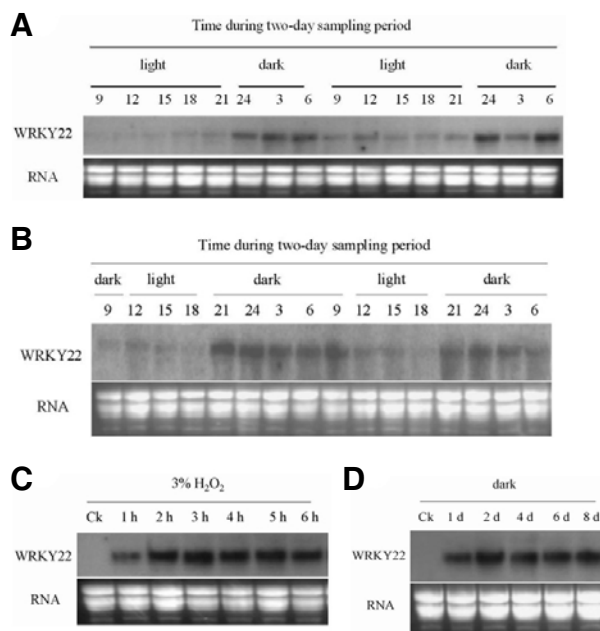 A
Time during two-day sampling period
light dark light dark
9 12 15 18 21 24 3 6 9 12 15 18 21 24 3 6
WRKY22
RNA
B
Time during two-day sampling period
dark light dark light dark
9 12 15 18 21 24 3 6 9 12 15 18 21 24 3 6
WRKY22
RNA
C
3% H₂O₂
Ck 1 h 2 h 3 h 4 h 5 h 6 h
WRKY22
RNA
D
dark
Ck 1 d 2 d 4 d 6 d 8 d
WRKY22
RNA